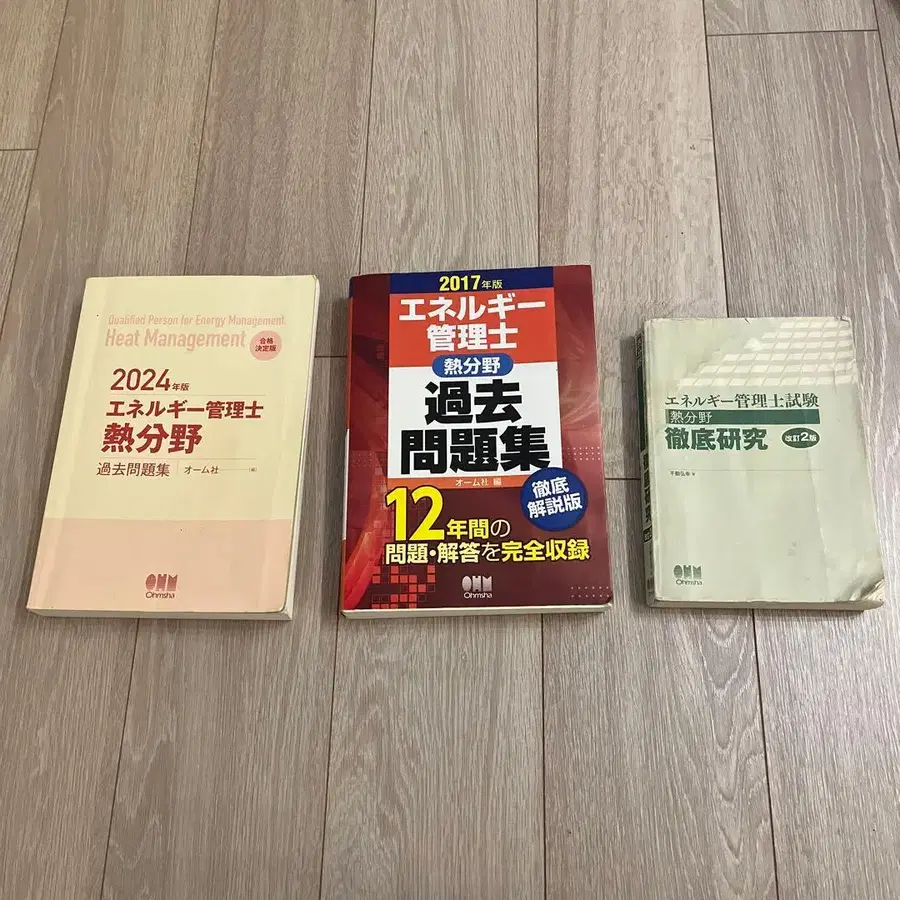 Qualified Person for Energy Management
Heat Management
合格
決定版
2024年版
エネルギー管理士
熱分野
過去問題集 オーム社 編
OHM
Ohmsha
2017年版
エネルギー
管理士
熱分野
過去
問題集
オーム社 編
徹底
解説版
12年間の
問題・解答を完全収録
OHM
Ohmsha
エネルギー管理士試験
熱分野
徹底研究 改訂2版
不動弘幸 著
OHM
Ohmsha